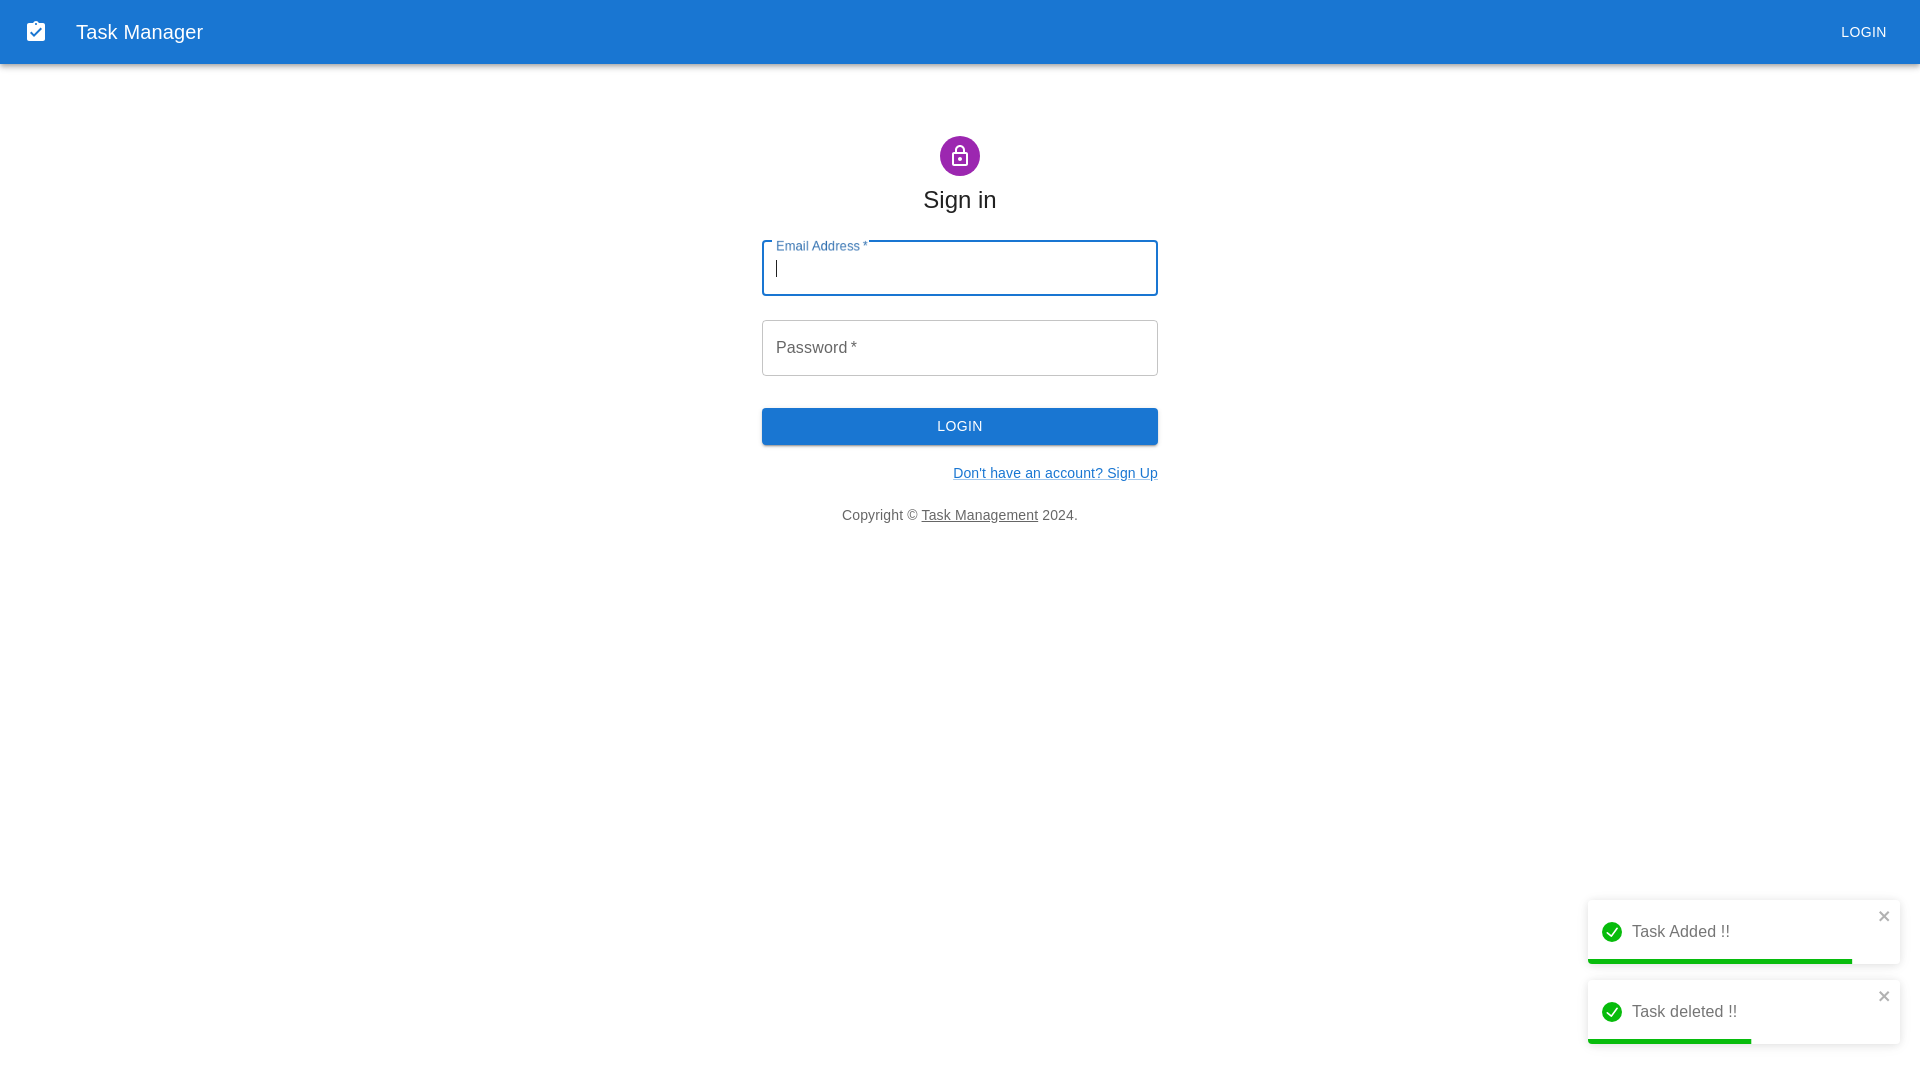 Task Manager
LOGIN
Sign in
Email Address *
Password *
LOGIN
Don't have an account? Sign Up
Copyright © Task Management 2024.
Task Added !!
Task deleted !!